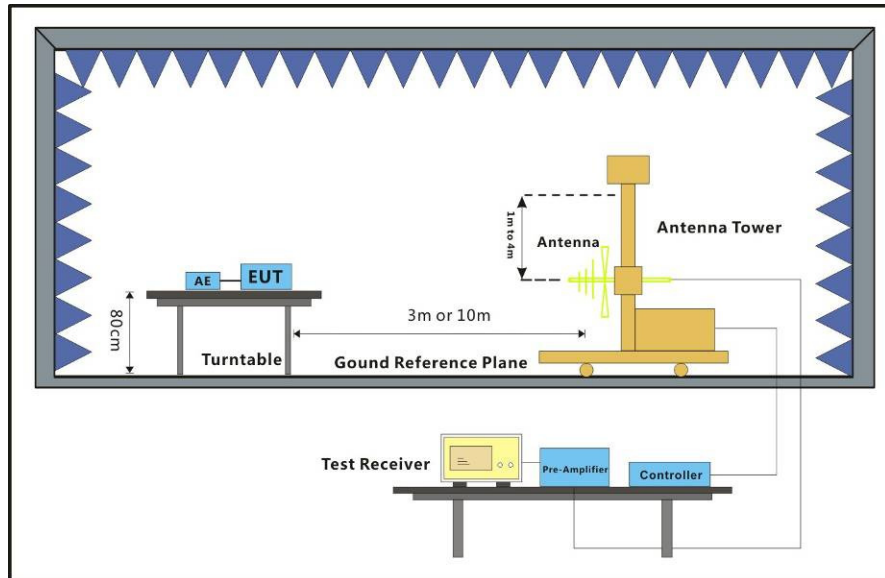 1m to 4m
Antenna
Antenna Tower
AE
EUT
80cm
3m or 10m
Turntable
Gound Reference Plane
Test Receiver
Pre-Amplifier
Controller